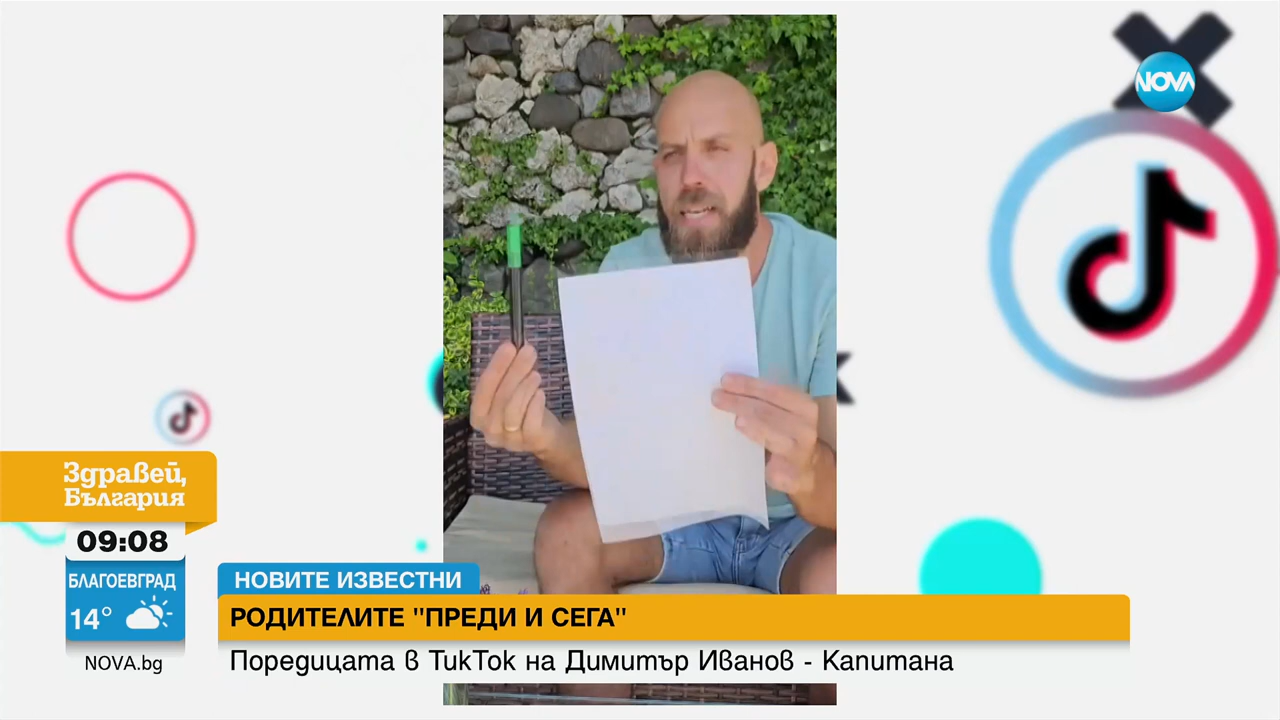 NOVA
Здравей,
България
09:08
БЛАГОЕВГРАД
14°
NOVA.bg
НОВИТЕ ИЗВЕСТНИ
РОДИТЕЛИТЕ "ПРЕДИ И СЕГА"
Поредицата в TikTok на Димитър Иванов - Капитана